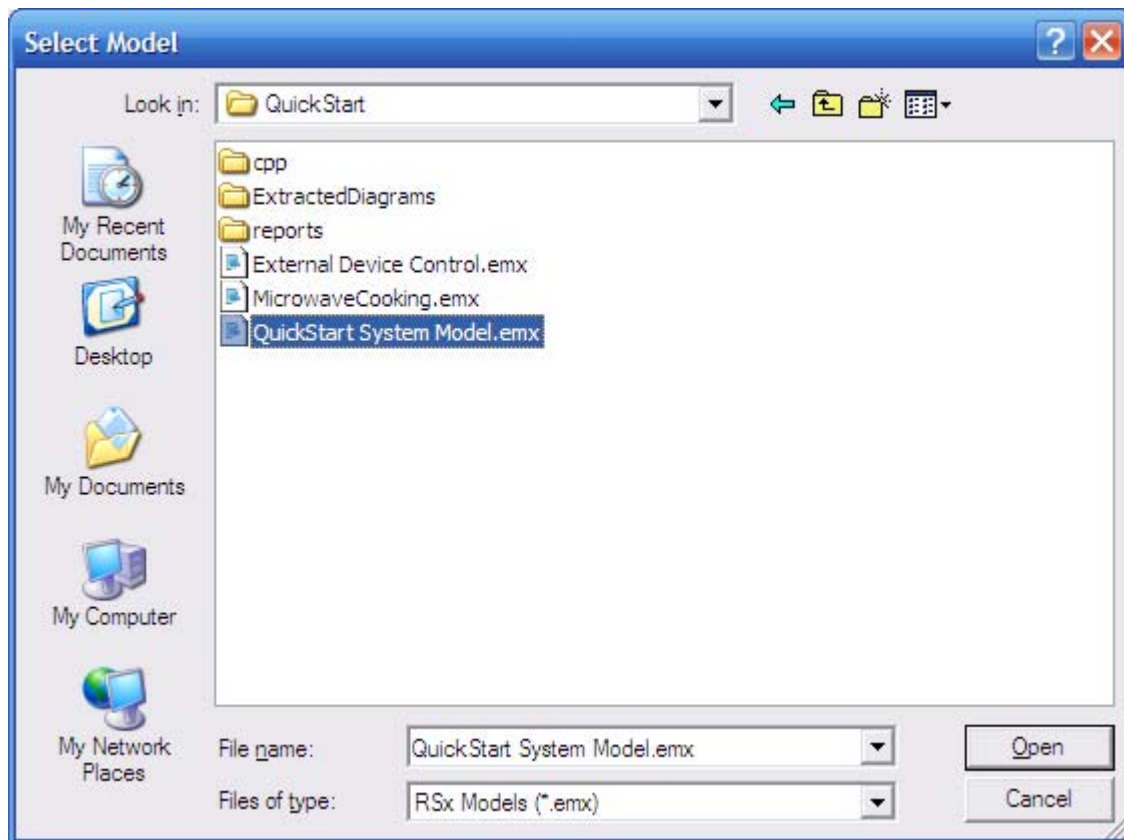 Select Model
Look in:
QuickStart
My Recent
Documents
Desktop
My Documents
My Computer
My Network
Places
cpp
ExtractedDiagrams
reports
External Device Control.emx
MicrowaveCooking.emx
QuickStart System Model.emx
File name:
QuickStart System Model.emx
Open
Files of type:
RSx Models (*.emx)
Cancel